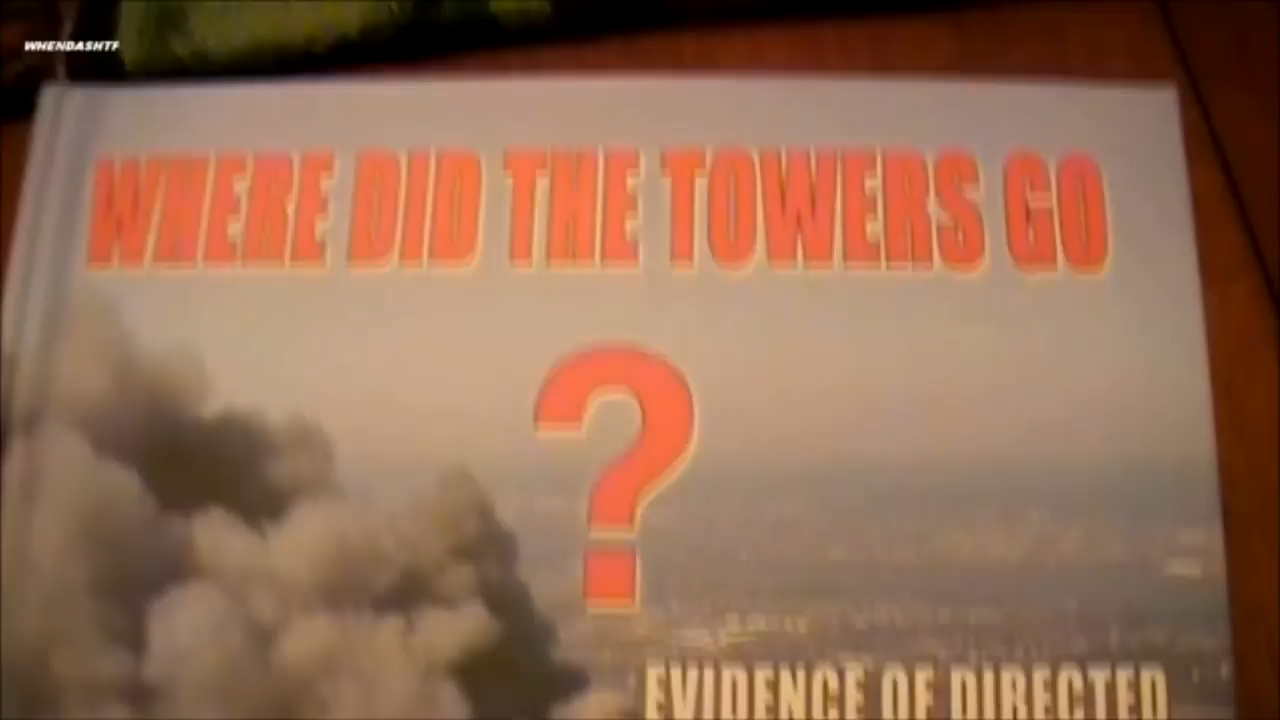 WHENDASHTF
WHERE DID THE TOWERS GO
?
EVIDENCE OF DIRECTED